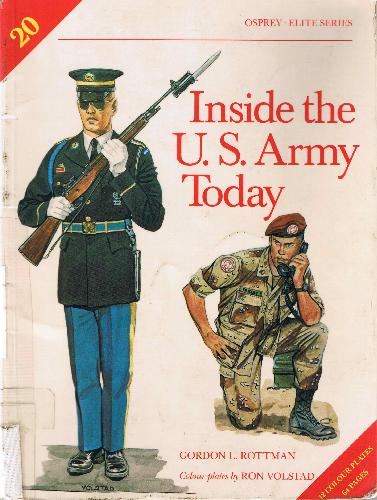 20
OSPREY · ELITE SERIES
Inside the
U. S. Army
Today
GORDON L. ROTTMAN
Colour plates by RON VOLSTAD
VOLSTAD
12 COLOUR PLATES
64 PAGES